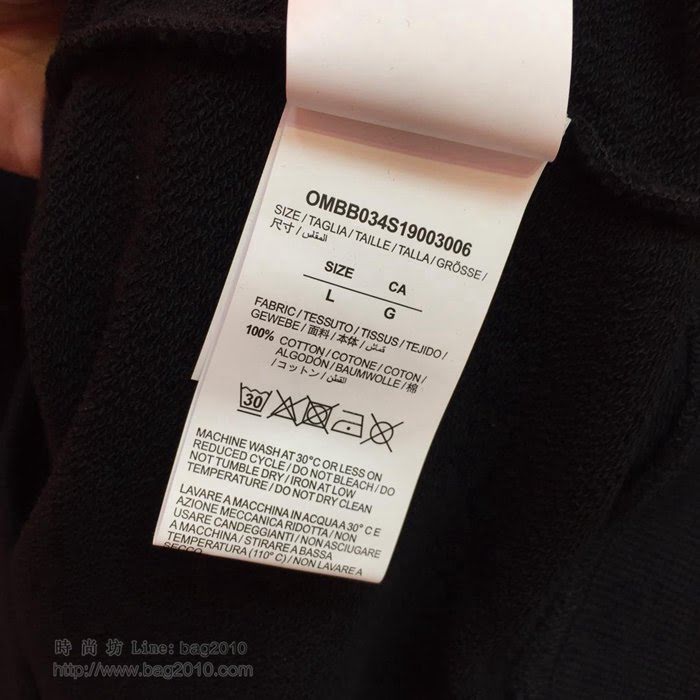 OMBB034S19003006
SIZE / TAGLIA / TAILLE / TALLA / GRÖSSE /
尺寸 / المقاس
SIZE CA
L G
FABRIC / TESSUTO / TISSUS / TEJIDO /
GEWEBE / 面料 / 本体 / قماش
100% COTTON / COTONE / COTON /
ALGODÓN / BAUMWOLLE / 棉
/ コットン / القطن
30
MACHINE WASH AT 30°C OR LESS ON
REDUCED CYCLE / DO NOT BLEACH / DO
NOT TUMBLE DRY / IRON AT LOW
TEMPERATURE / DO NOT DRY CLEAN
LAVARE A MACCHINA IN ACQUA A 30° C E
AZIONE MECCANICA RIDOTTA / NON
USARE CANDEGGIANTI / NON ASCIUGARE
A MACCHINA / STIRARE A BASSA
TEMPERATURA (110° C) / NON LAVARE A
SECCO
時尚坊 Line: bag2010
http://www.bag2010.com/